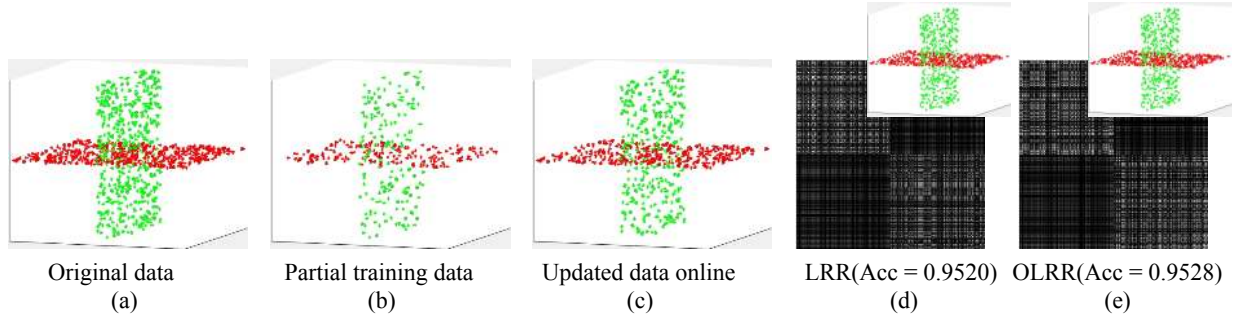 Original data
(a)
Partial training data
(b)
Updated data online
(c)
LRR(Acc = 0.9520)
(d)
OLRR(Acc = 0.9528)
(e)